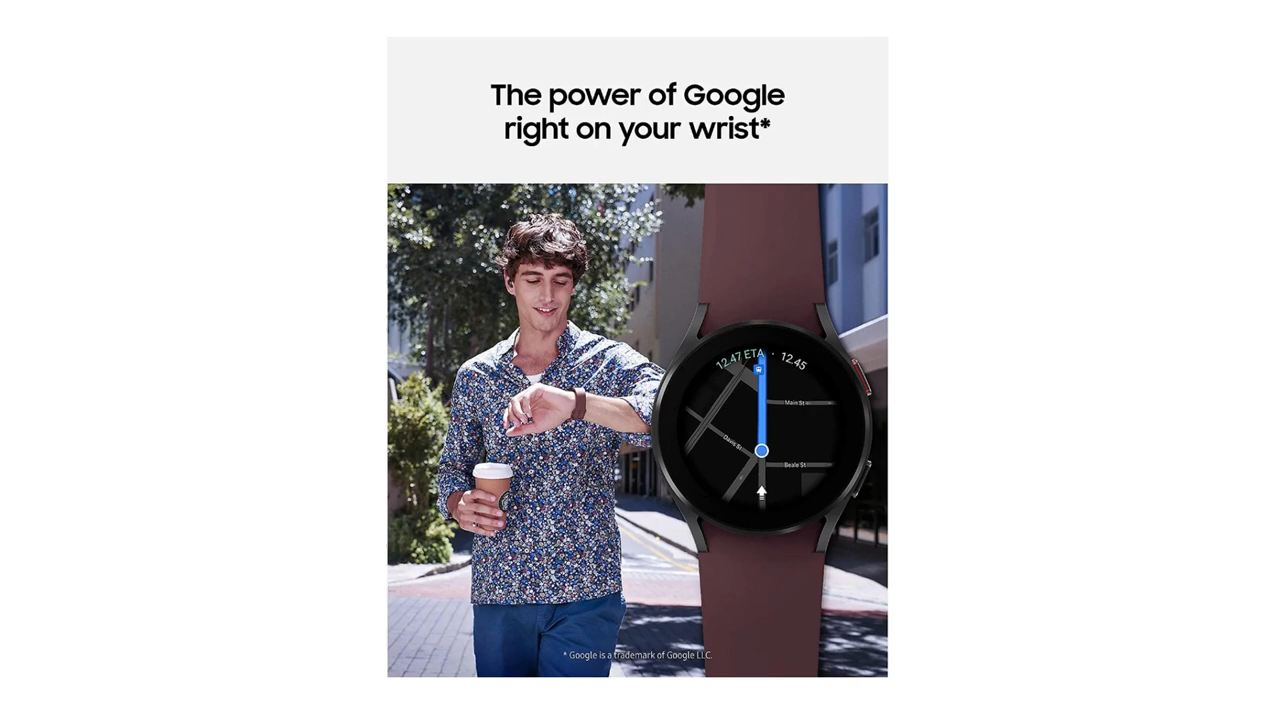 The power of Google
right on your wrist*
12.47 ETA · 12.45
Main St
Davis St
Beale St
* Google is a trademark of Google LLC.